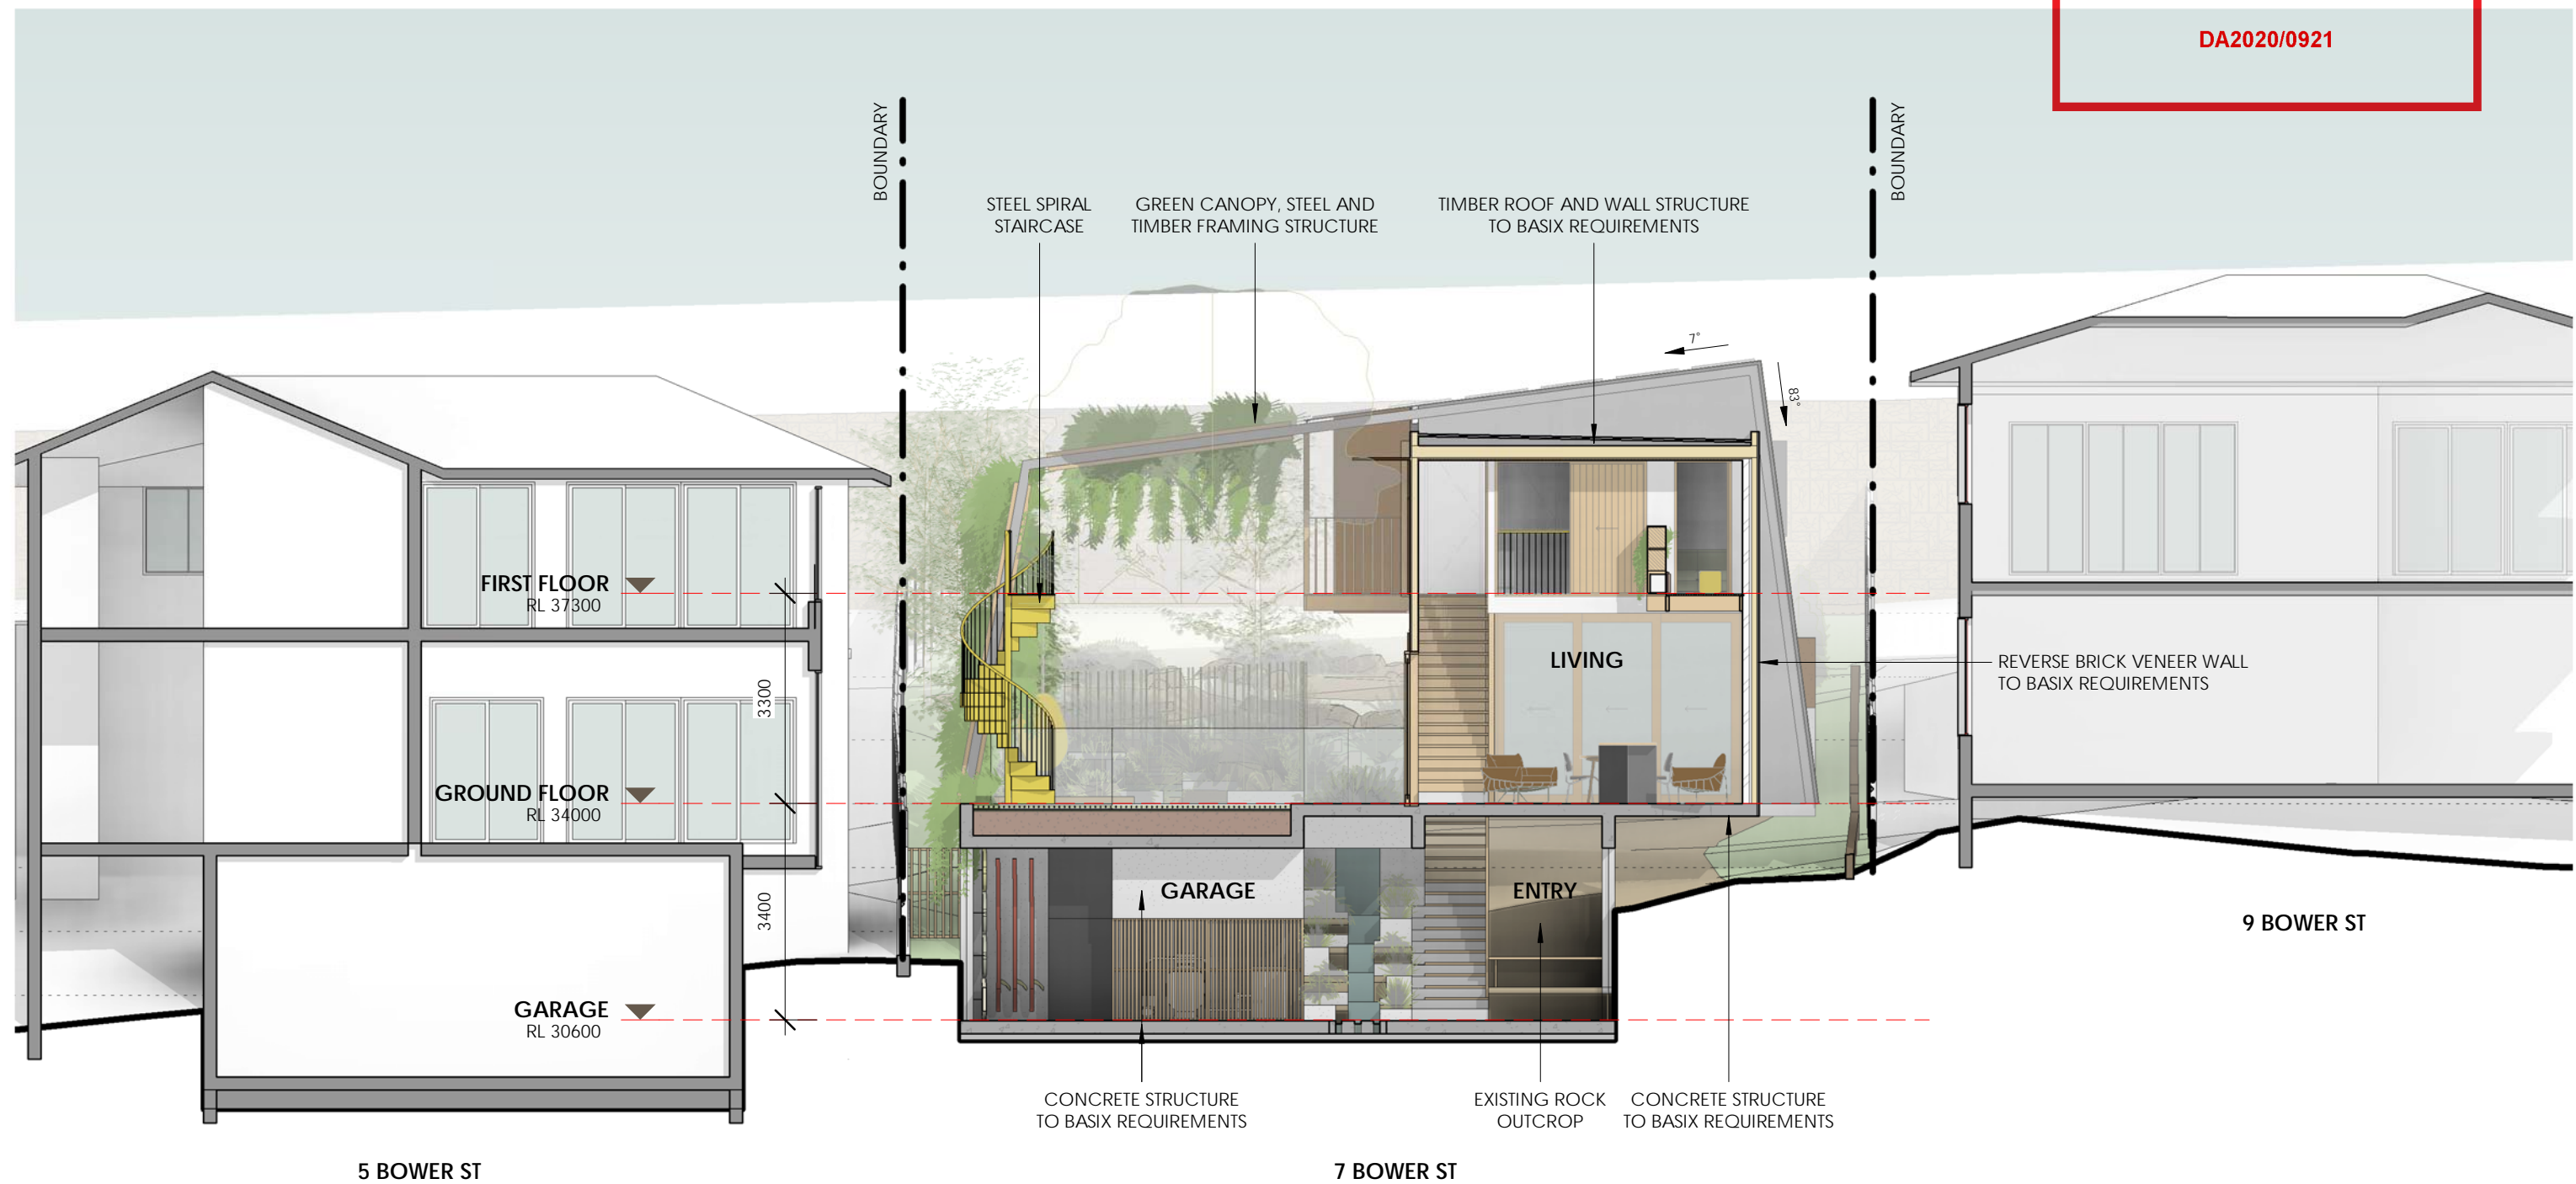 DA2020/0921
BOUNDARY
BOUNDARY
STEEL SPIRAL
STAIRCASE
GREEN CANOPY, STEEL AND
TIMBER FRAMING STRUCTURE
TIMBER ROOF AND WALL STRUCTURE
TO BASIX REQUIREMENTS
7°
83°
FIRST FLOOR
RL 37300
LIVING
REVERSE BRICK VENEER WALL
TO BASIX REQUIREMENTS
3300
GROUND FLOOR
RL 34000
GARAGE
ENTRY
3400
9 BOWER ST
GARAGE
RL 30600
CONCRETE STRUCTURE
TO BASIX REQUIREMENTS
EXISTING ROCK
OUTCROP
CONCRETE STRUCTURE
TO BASIX REQUIREMENTS
5 BOWER ST
7 BOWER ST